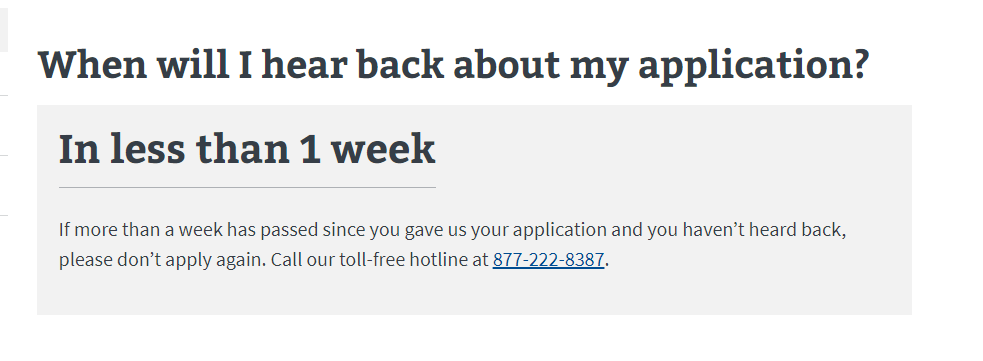 When will I hear back about my application?
In less than 1 week
If more than a week has passed since you gave us your application and you haven’t heard back,
please don’t apply again. Call our toll-free hotline at 877-222-8387.